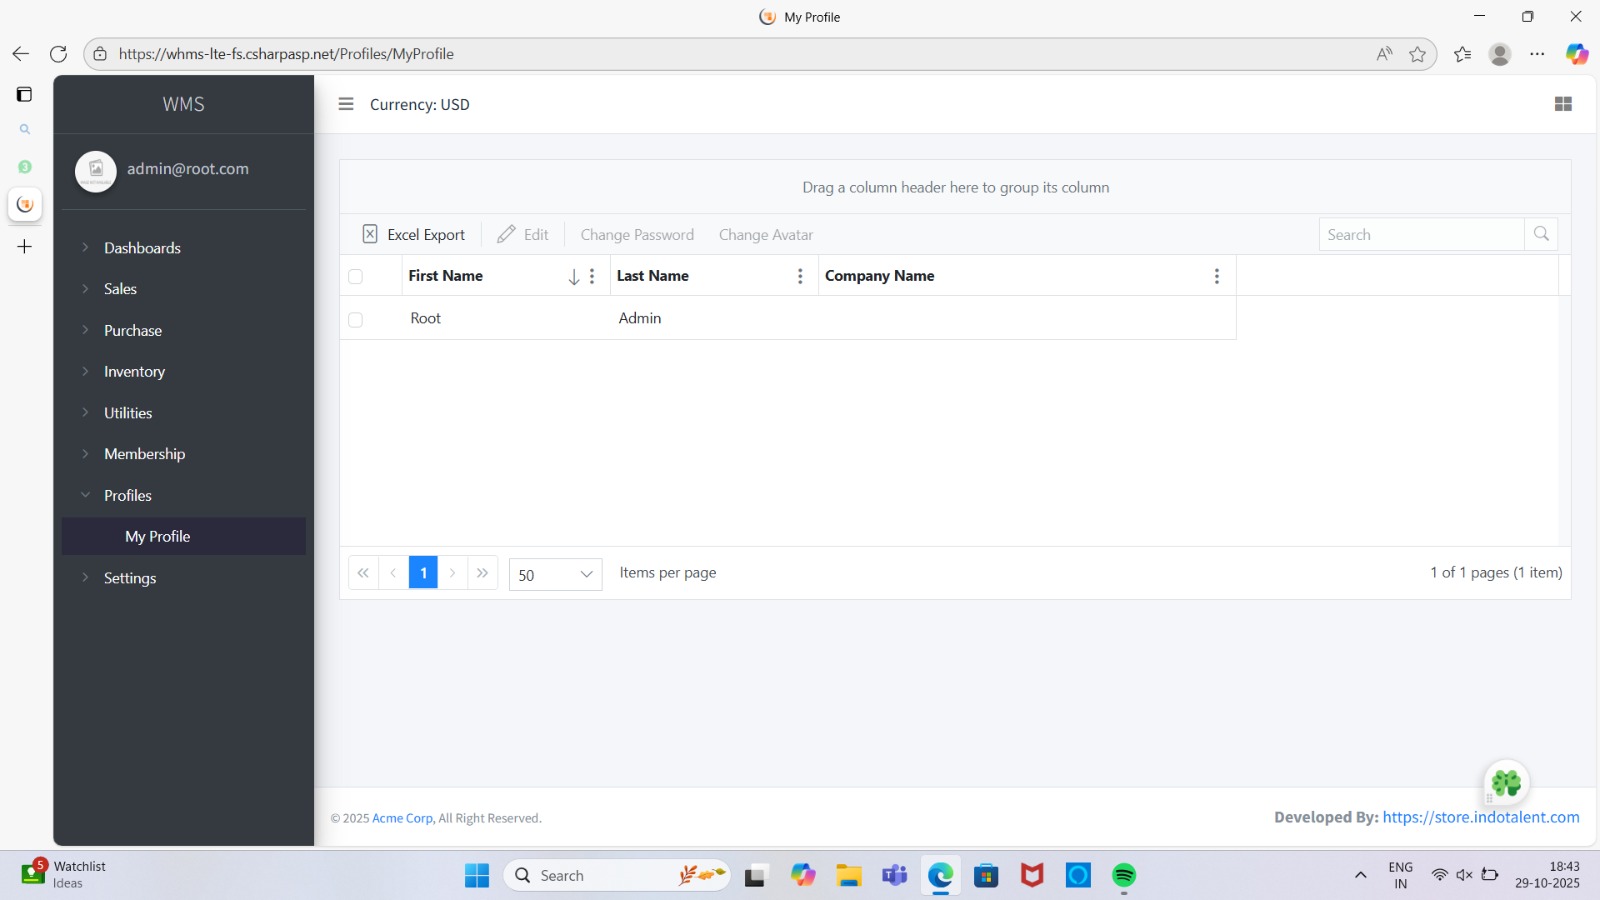 My Profile
https://whms-lte-fs.csharpasp.net/Profiles/MyProfile
WMS
Currency: USD
admin@root.com
Drag a column header here to group its column
Excel Export Edit Change Password Change Avatar Search
First Name Last Name Company Name
Root Admin
Dashboards
Sales
Purchase
Inventory
Utilities
Membership
Profiles
My Profile
Settings
1 50 Items per page 1 of 1 pages (1 item)
© 2025 Acme Corp, All Right Reserved.
Developed By: https://store.indotalent.com
3
5
Watchlist
Ideas
Search
ENG
IN
18:43
29-10-2025